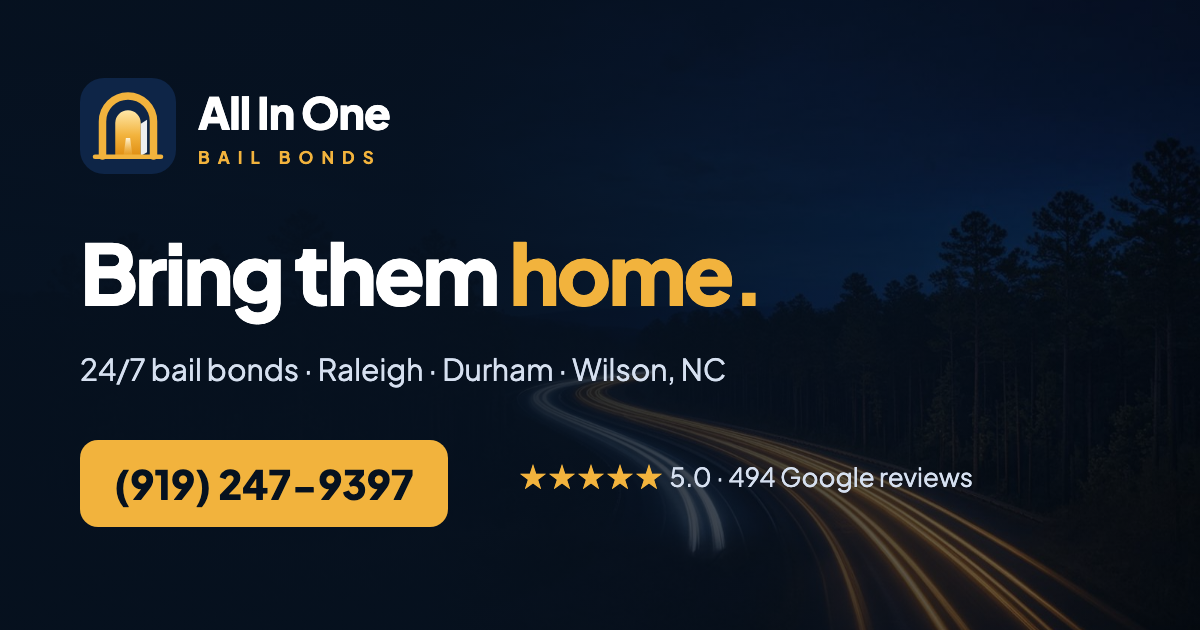 All In One
BAIL BONDS
Bring them home.
24/7 bail bonds · Raleigh · Durham · Wilson, NC
(919) 247-9397
★★★★★ 5.0 · 494 Google reviews